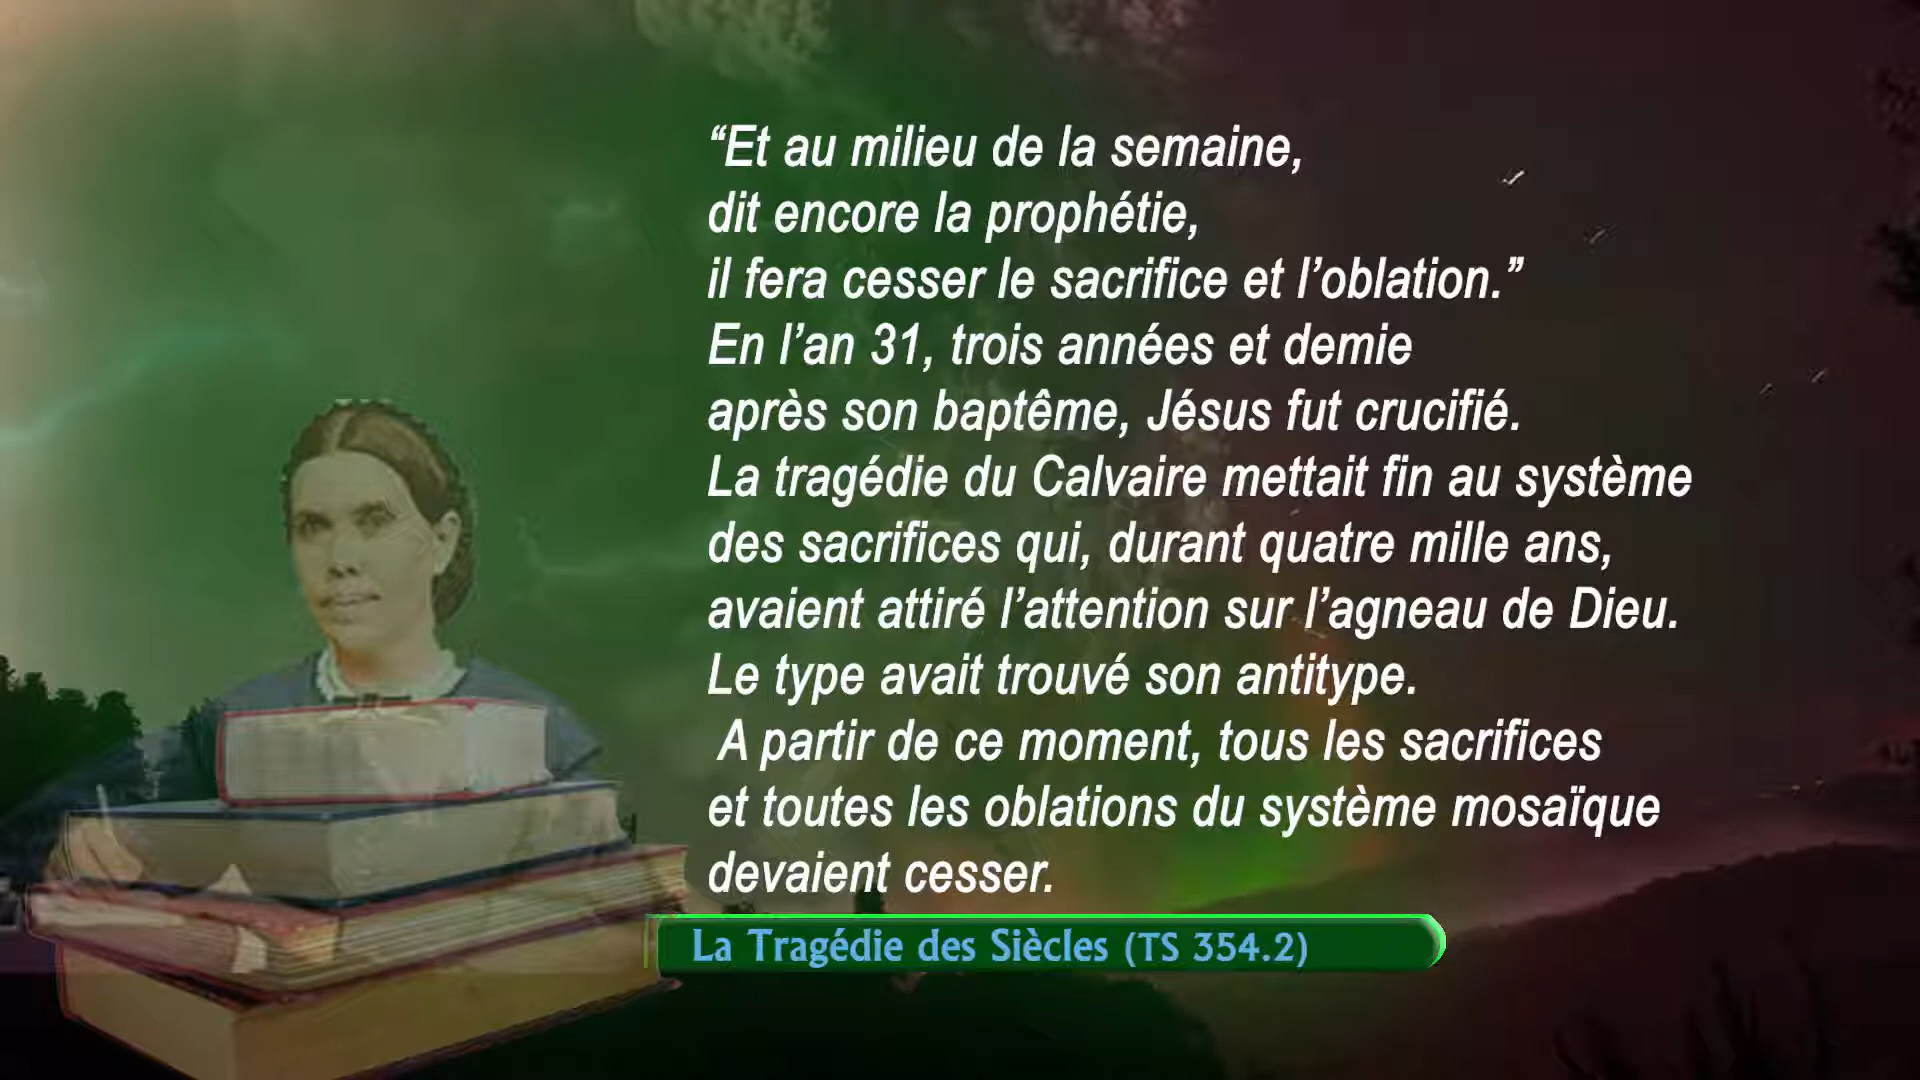 “Et au milieu de la semaine,
dit encore la prophétie,
il fera cesser le sacrifice et l’oblation.”
En l’an 31, trois années et demie
après son baptême, Jésus fut crucifié.
La tragédie du Calvaire mettait fin au système
des sacrifices qui, durant quatre mille ans,
avaient attiré l’attention sur l’agneau de Dieu.
Le type avait trouvé son antitype.
A partir de ce moment, tous les sacrifices
et toutes les oblations du système mosaïque
devaient cesser.
La Tragédie des Siècles (TS 354.2)